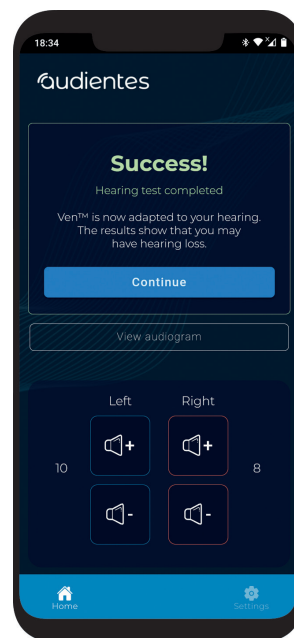 18:34
audientes
Success!
Hearing test completed
Ven™ is now adapted to your hearing.
The results show that you may
have hearing loss.
Continue
View audiogram
Left Right
+ +
10 8
- -
Home Settings